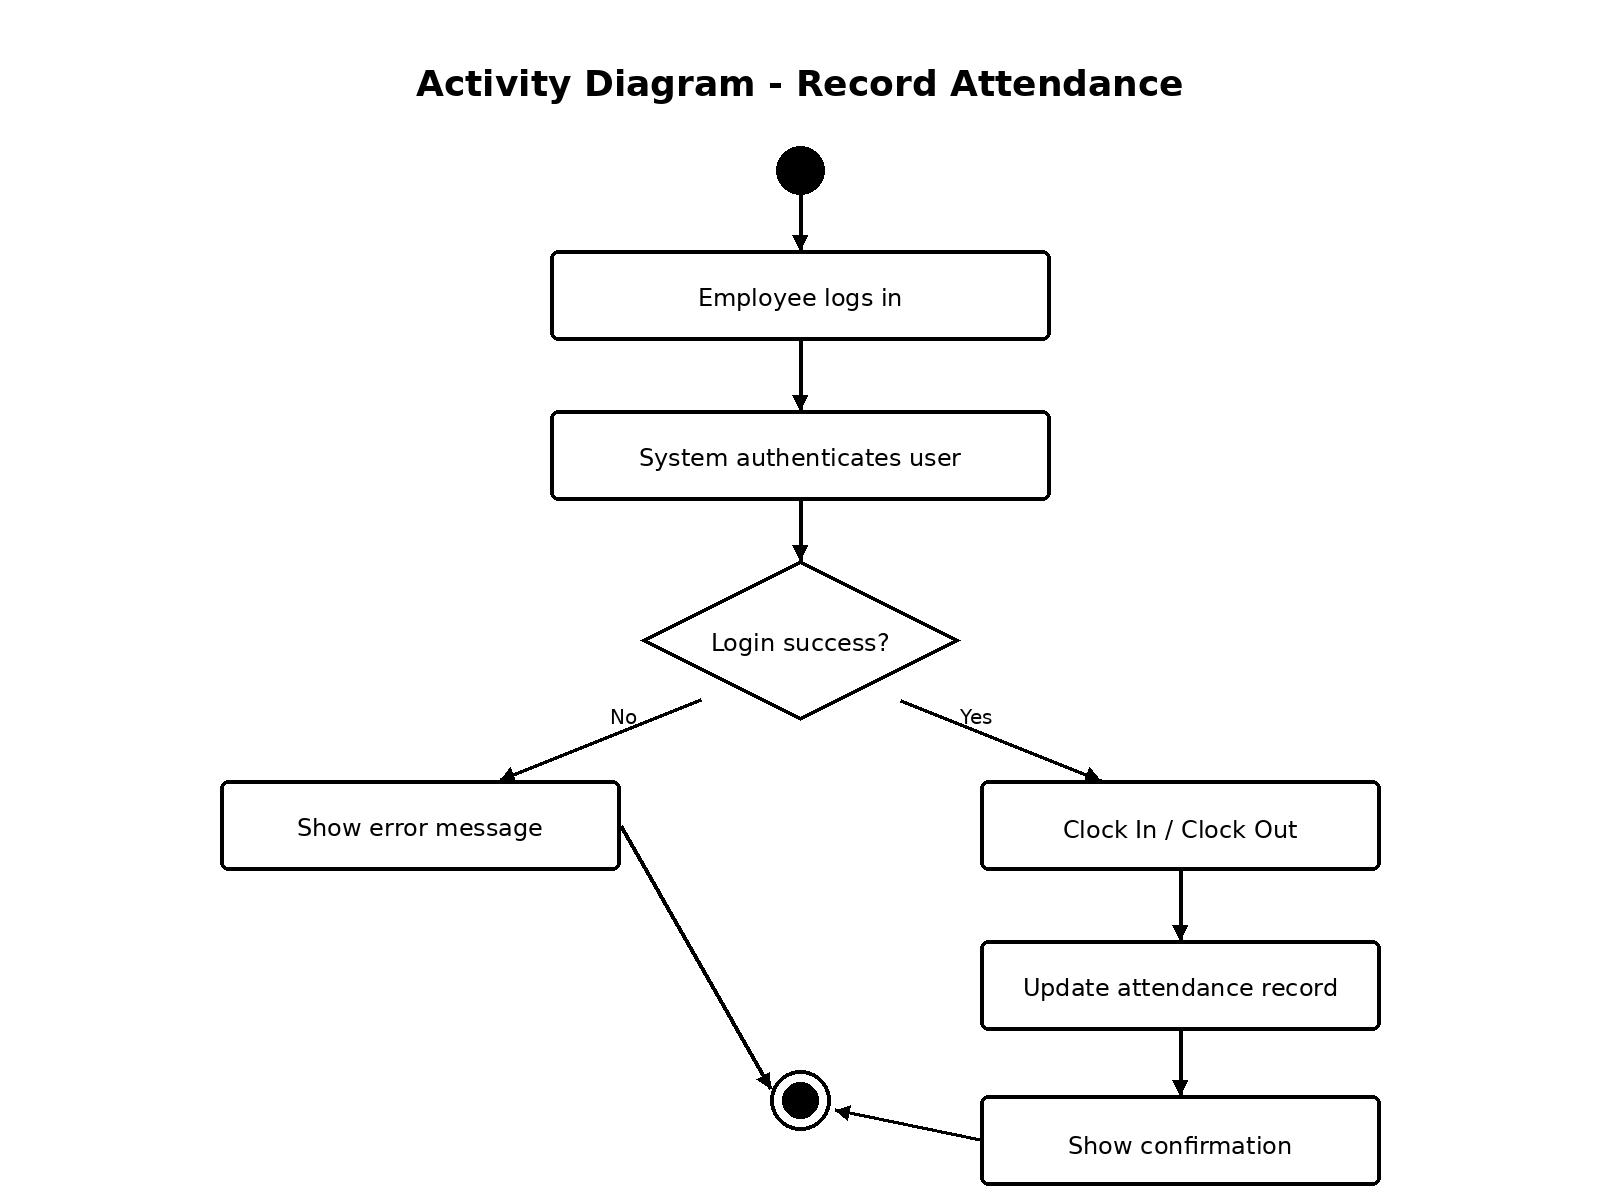 Activity Diagram - Record Attendance
Employee logs in
System authenticates user
Login success?
No
Yes
Show error message
Clock In / Clock Out
Update attendance record
Show confirmation